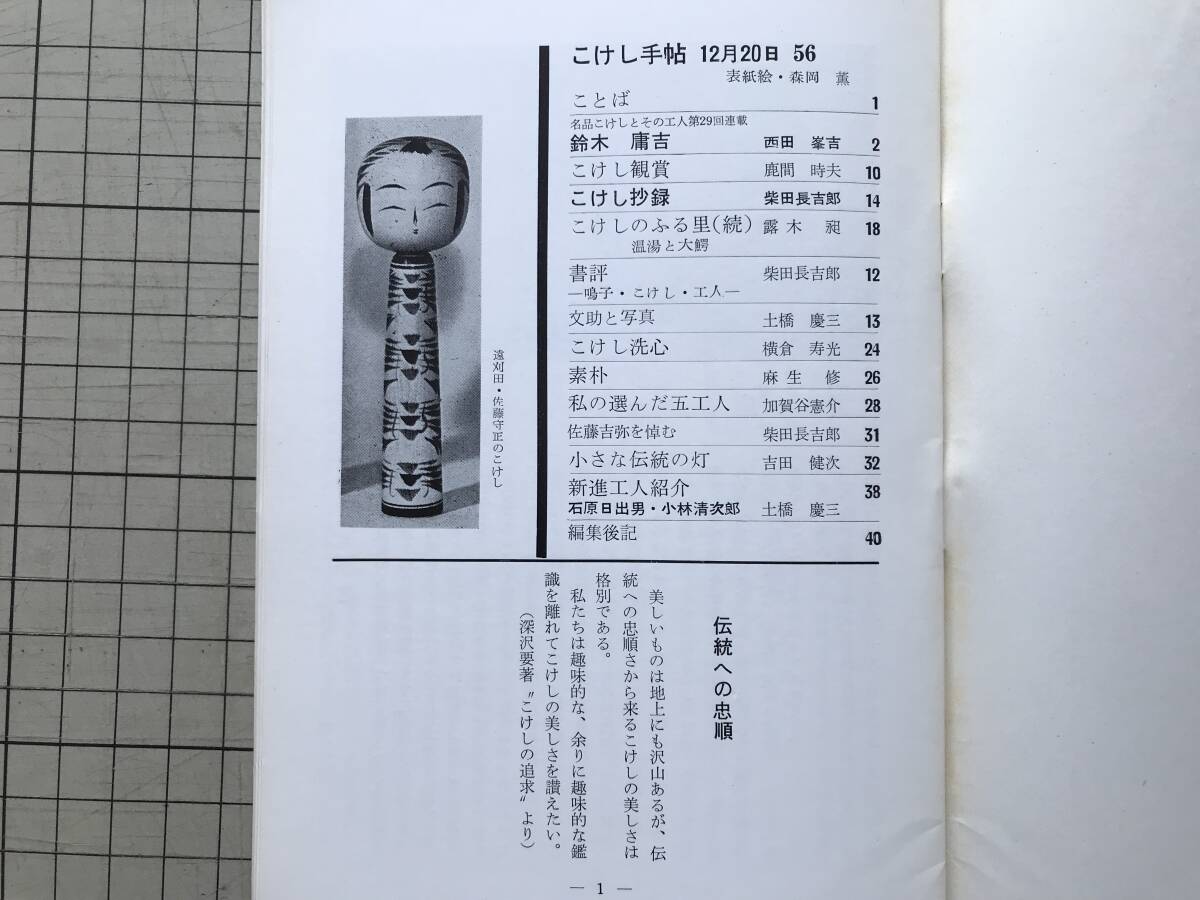 こけし手帖 12月20日 56
表紙絵・森岡 薫
ことば 1
名品こけしとその工人第29回連載
鈴木 庸吉 西田 峯吉 2
こけし観賞 鹿間 時夫 10
こけし抄録 柴田長吉郎 14
こけしのふる里(続) 露木 昶 18
温湯と大鰐
書評 柴田長吉郎 12
―鳴子・こけし・工人―
文助と写真 土橋 慶三 13
こけし洗心 横倉 寿光 24
素朴 麻生 修 26
私の選んだ五工人 加賀谷憲介 28
佐藤吉弥を悼む 柴田長吉郎 31
小さな伝統の灯 吉田 健次 32
新進工人紹介 38
石原日出男・小林清次郎 土橋 慶三
編集後記 40
遠刈田・佐藤守正のこけし
伝統への忠順
美しいものは地上にも沢山あるが、伝
統への忠順さから来るこけしの美しさは
格別である。
私たちは趣味的な、余りに趣味的な鑑
識を離れてこけしの美しさを讃えたい。
(深沢要著〝こけしの追求〟より)
― 1 ―